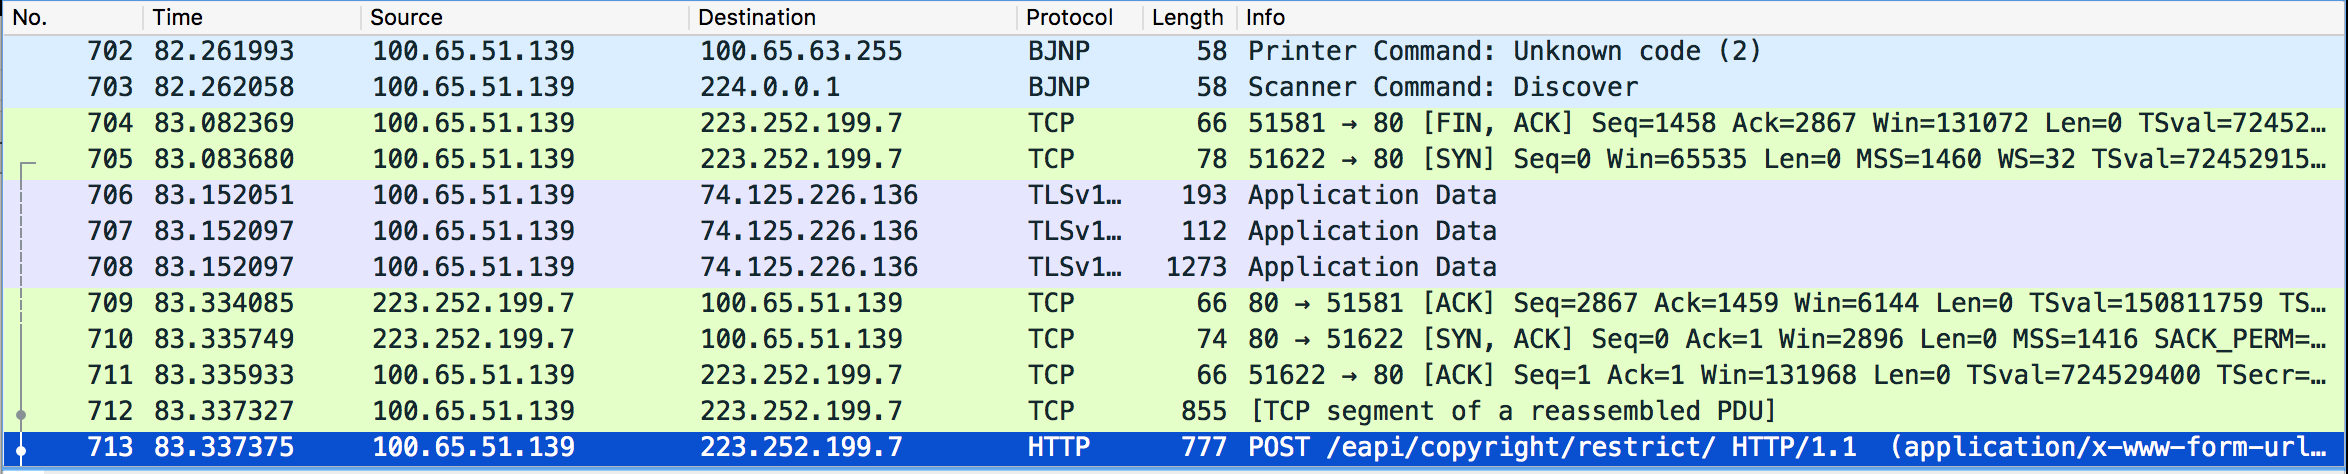 No. Time Source Destination Protocol Length Info
702 82.261993 100.65.51.139 100.65.63.255 BJNP 58 Printer Command: Unknown code (2)
703 82.262058 100.65.51.139 224.0.0.1 BJNP 58 Scanner Command: Discover
704 83.082369 100.65.51.139 223.252.199.7 TCP 66 51581 → 80 [FIN, ACK] Seq=1458 Ack=2867 Win=131072 Len=0 TSval=72452…
705 83.083680 100.65.51.139 223.252.199.7 TCP 78 51622 → 80 [SYN] Seq=0 Win=65535 Len=0 MSS=1460 WS=32 TSval=72452915…
706 83.152051 100.65.51.139 74.125.226.136 TLSv1… 193 Application Data
707 83.152097 100.65.51.139 74.125.226.136 TLSv1… 112 Application Data
708 83.152097 100.65.51.139 74.125.226.136 TLSv1… 1273 Application Data
709 83.334085 223.252.199.7 100.65.51.139 TCP 66 80 → 51581 [ACK] Seq=2867 Ack=1459 Win=6144 Len=0 TSval=150811759 TS…
710 83.335749 223.252.199.7 100.65.51.139 TCP 74 80 → 51622 [SYN, ACK] Seq=0 Ack=1 Win=2896 Len=0 MSS=1416 SACK_PERM=…
711 83.335933 100.65.51.139 223.252.199.7 TCP 66 51622 → 80 [ACK] Seq=1 Ack=1 Win=131968 Len=0 TSval=724529400 TSecr=…
712 83.337327 100.65.51.139 223.252.199.7 TCP 855 [TCP segment of a reassembled PDU]
713 83.337375 100.65.51.139 223.252.199.7 HTTP 777 POST /eapi/copyright/restrict/ HTTP/1.1 (application/x-www-form-url…